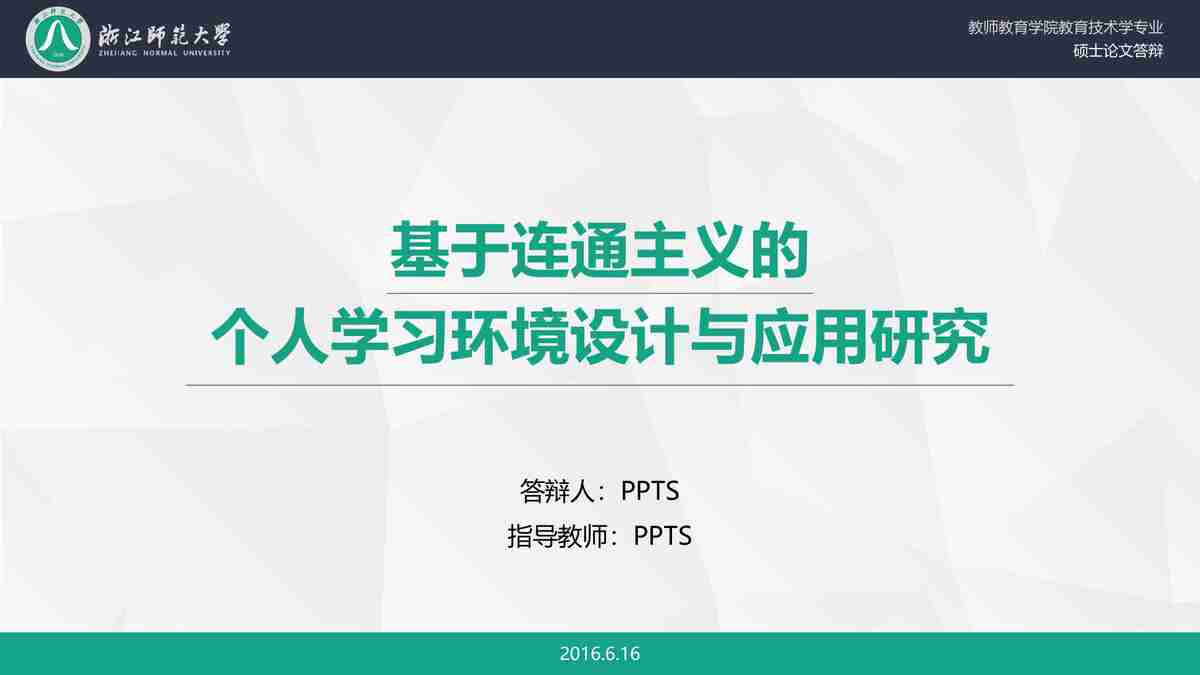 浙江師范大學
ZHEJIANG NORMAL UNIVERSITY
教师教育学院教育技术学专业
硕士论文答辩
基于连通主义的
个人学习环境设计与应用研究
答辩人：PPTS
指导教师：PPTS
2016.6.16